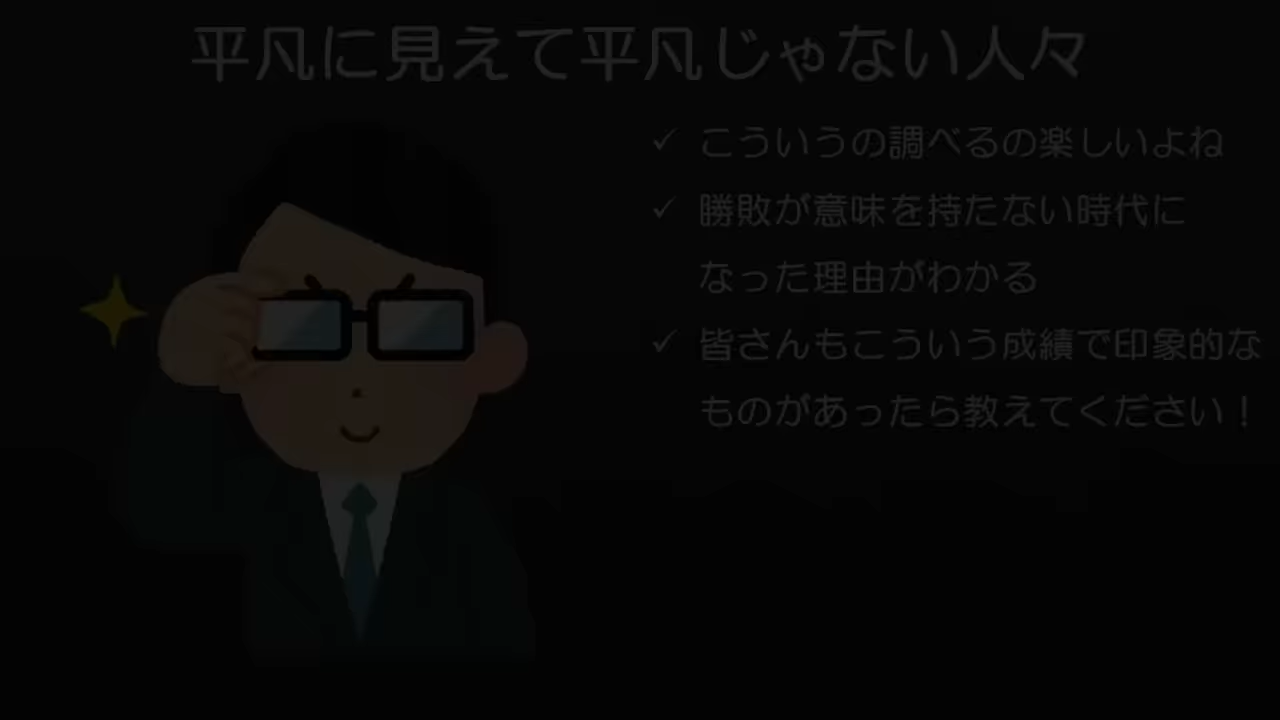 平凡に見えて平凡じゃない人々
✓ こういうの調べるの楽しいよね
✓ 勝敗が意味を持たない時代に
なった理由がわかる
✓ 皆さんもこういう成績で印象的な
ものがあったら教えてください！